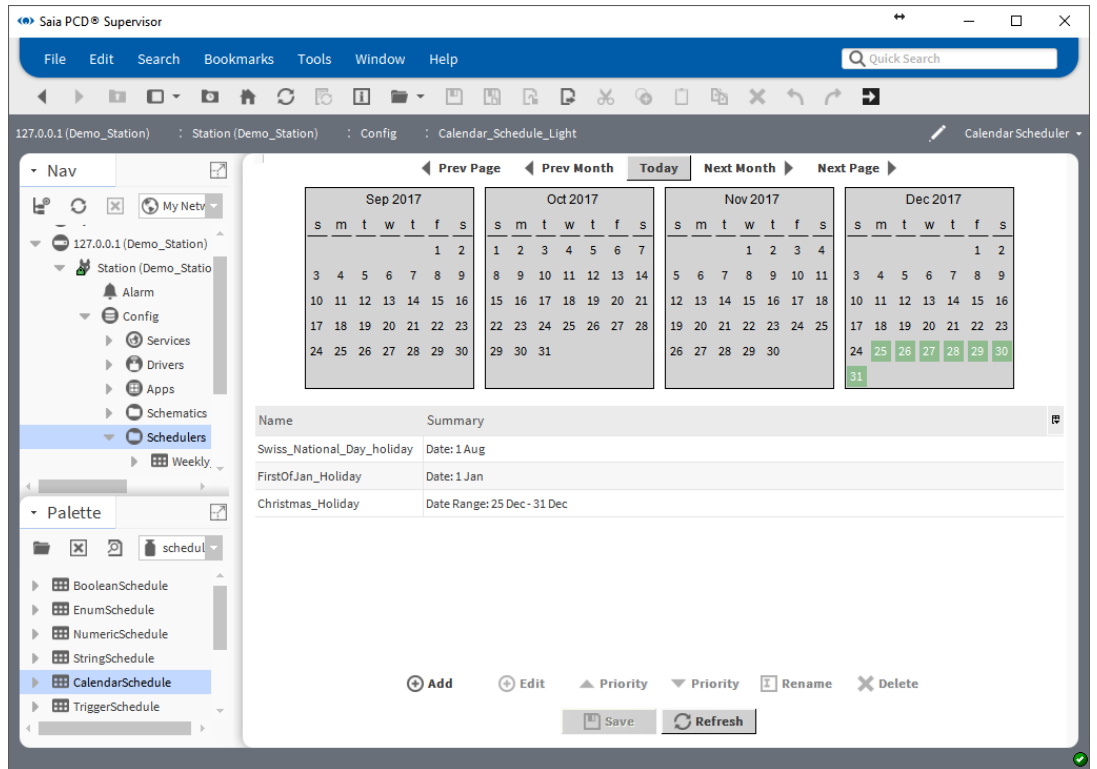 Saia PCD® Supervisor
File Edit Search Bookmarks Tools Window Help
Quick Search
127.0.0.1 (Demo_Station) : Station (Demo_Station) : Config : Calendar_Schedule_Light
Calendar Scheduler
Nav
My Netv
127.0.0.1 (Demo_Station)
Station (Demo_Statio
Alarm
Config
Services
Drivers
Apps
Schematics
Schedulers
Weekly_
Palette
schedul
BooleanSchedule
EnumSchedule
NumericSchedule
StringSchedule
CalendarSchedule
TriggerSchedule
Prev Page Prev Month Today Next Month Next Page
Sep 2017
s m t w t f s
1 2
3 4 5 6 7 8 9
10 11 12 13 14 15 16
17 18 19 20 21 22 23
24 25 26 27 28 29 30
Oct 2017
s m t w t f s
1 2 3 4 5 6 7
8 9 10 11 12 13 14
15 16 17 18 19 20 21
22 23 24 25 26 27 28
29 30 31
Nov 2017
s m t w t f s
1 2 3 4
5 6 7 8 9 10 11
12 13 14 15 16 17 18
19 20 21 22 23 24 25
26 27 28 29 30
Dec 2017
s m t w t f s
1 2
3 4 5 6 7 8 9
10 11 12 13 14 15 16
17 18 19 20 21 22 23
24 25 26 27 28 29 30
31
Name Summary
Swiss_National_Day_holiday Date: 1 Aug
FirstOfJan_Holiday Date: 1 Jan
Christmas_Holiday Date Range: 25 Dec - 31 Dec
Add Edit Priority Priority Rename Delete
Save Refresh